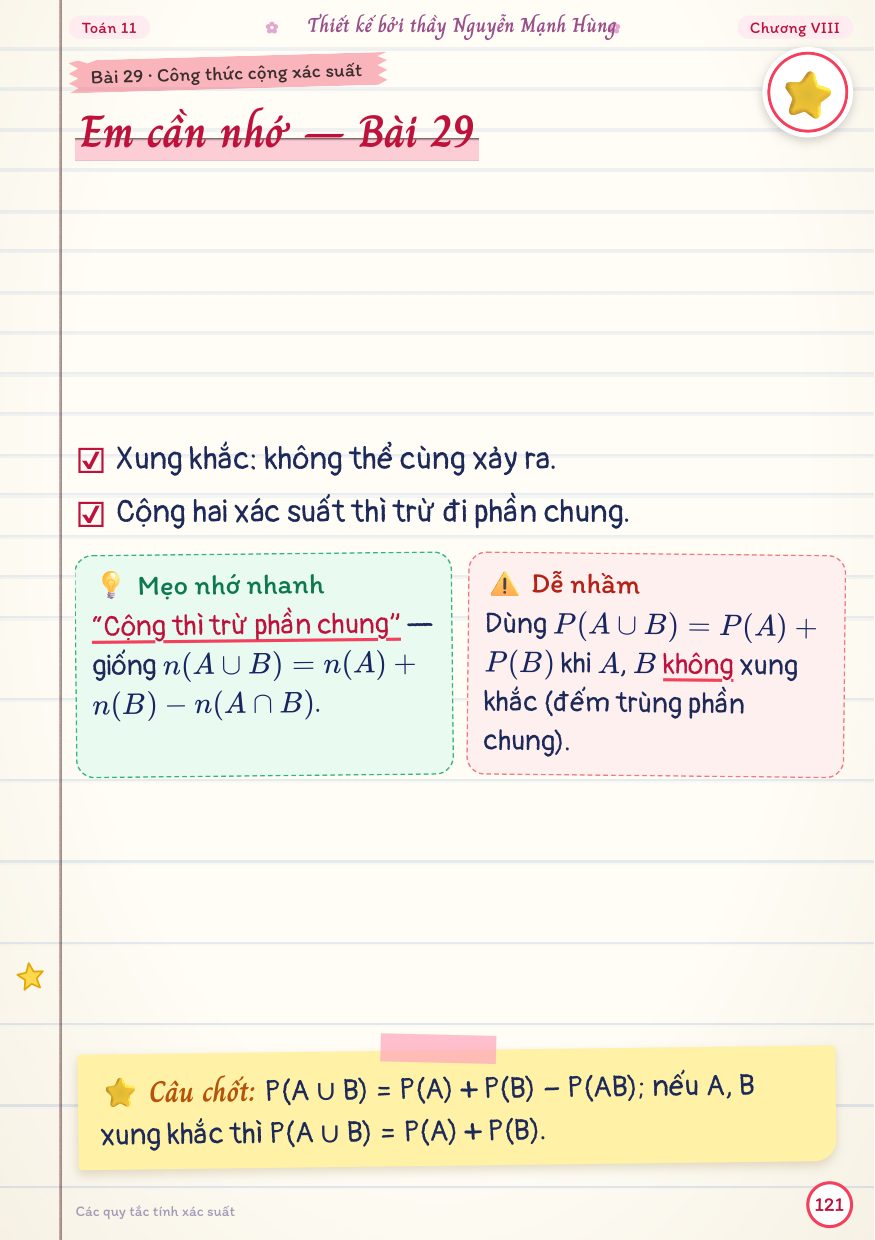 Toán 11
Thiết kế bởi thầy Nguyễn Mạnh Hùng
Chương VIII
Bài 29 · Công thức cộng xác suất
Em cần nhớ — Bài 29
Xung khắc: không thể cùng xảy ra.
Cộng hai xác suất thì trừ đi phần chung.
Mẹo nhớ nhanh
“Cộng thì trừ phần chung” —
giống n(A ∪ B) = n(A) +
n(B) − n(A ∩ B).
Dễ nhầm
Dùng P(A ∪ B) = P(A) +
P(B) khi A, B không xung
khắc (đếm trùng phần
chung).
Câu chốt: P(A ∪ B) = P(A) + P(B) − P(AB); nếu A, B
xung khắc thì P(A ∪ B) = P(A) + P(B).
Các quy tắc tính xác suất
121